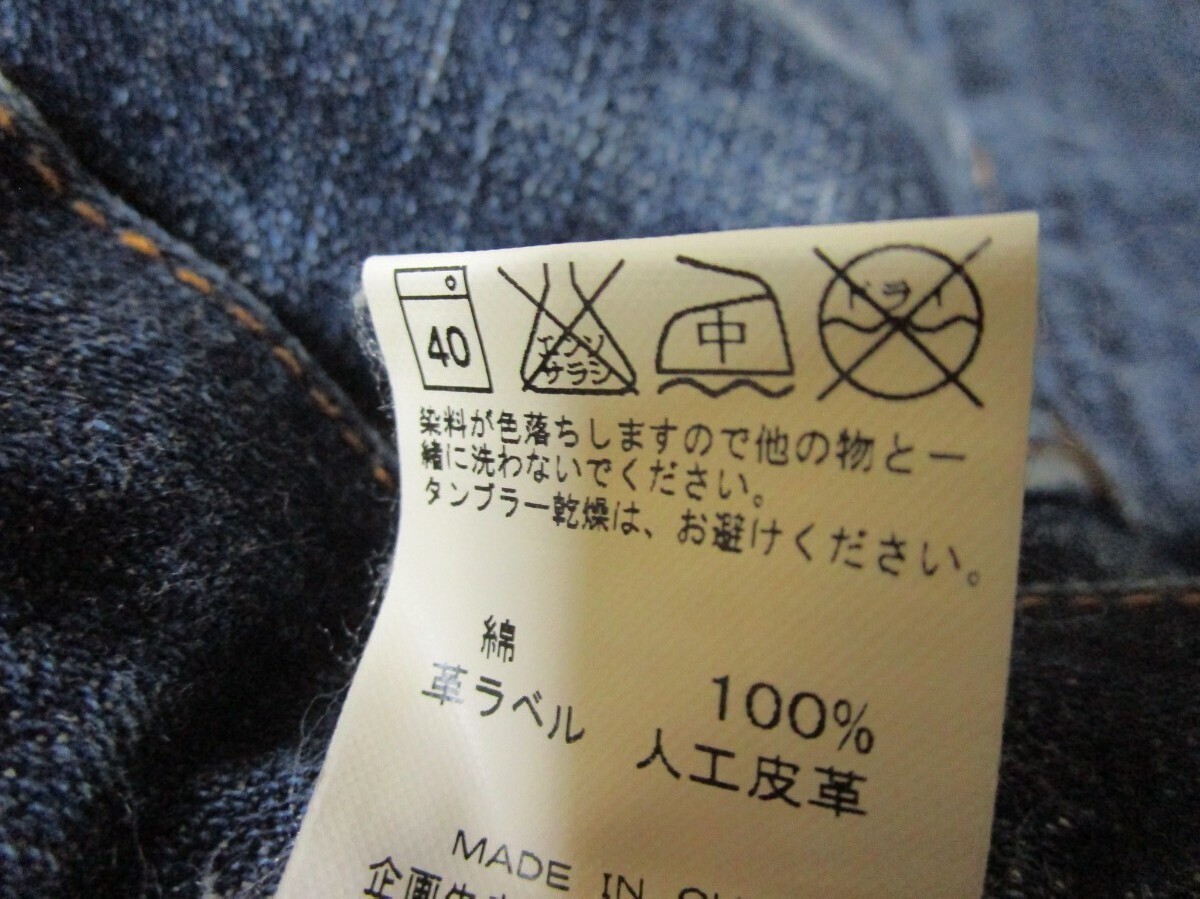 40 エンソ 中 ドライ
サラシ
染料が色落ちしますので他の物と一
緒に洗わないでください。
タンブラー乾燥は、お避けください。
綿 100%
革ラベル 人工皮革
MADE IN
企画